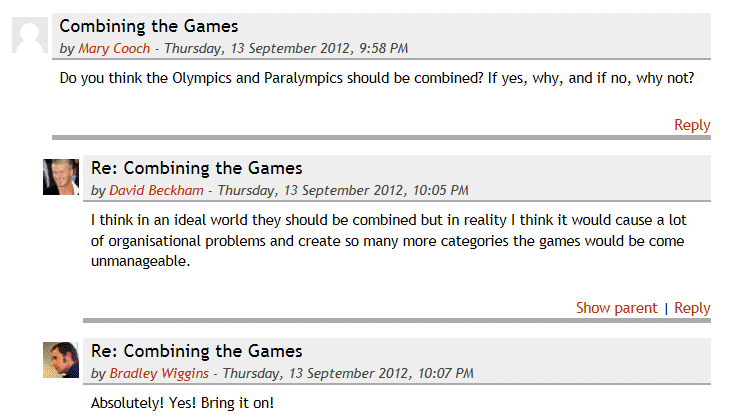 Combining the Games
by Mary Cooch - Thursday, 13 September 2012, 9:58 PM
Do you think the Olympics and Paralympics should be combined? If yes, why, and if no, why not?
Reply
Re: Combining the Games
by David Beckham - Thursday, 13 September 2012, 10:05 PM
I think in an ideal world they should be combined but in reality I think it would cause a lot
of organisational problems and create so many more categories the games would be come
unmanageable.
Show parent | Reply
Re: Combining the Games
by Bradley Wiggins - Thursday, 13 September 2012, 10:07 PM
Absolutely! Yes! Bring it on!